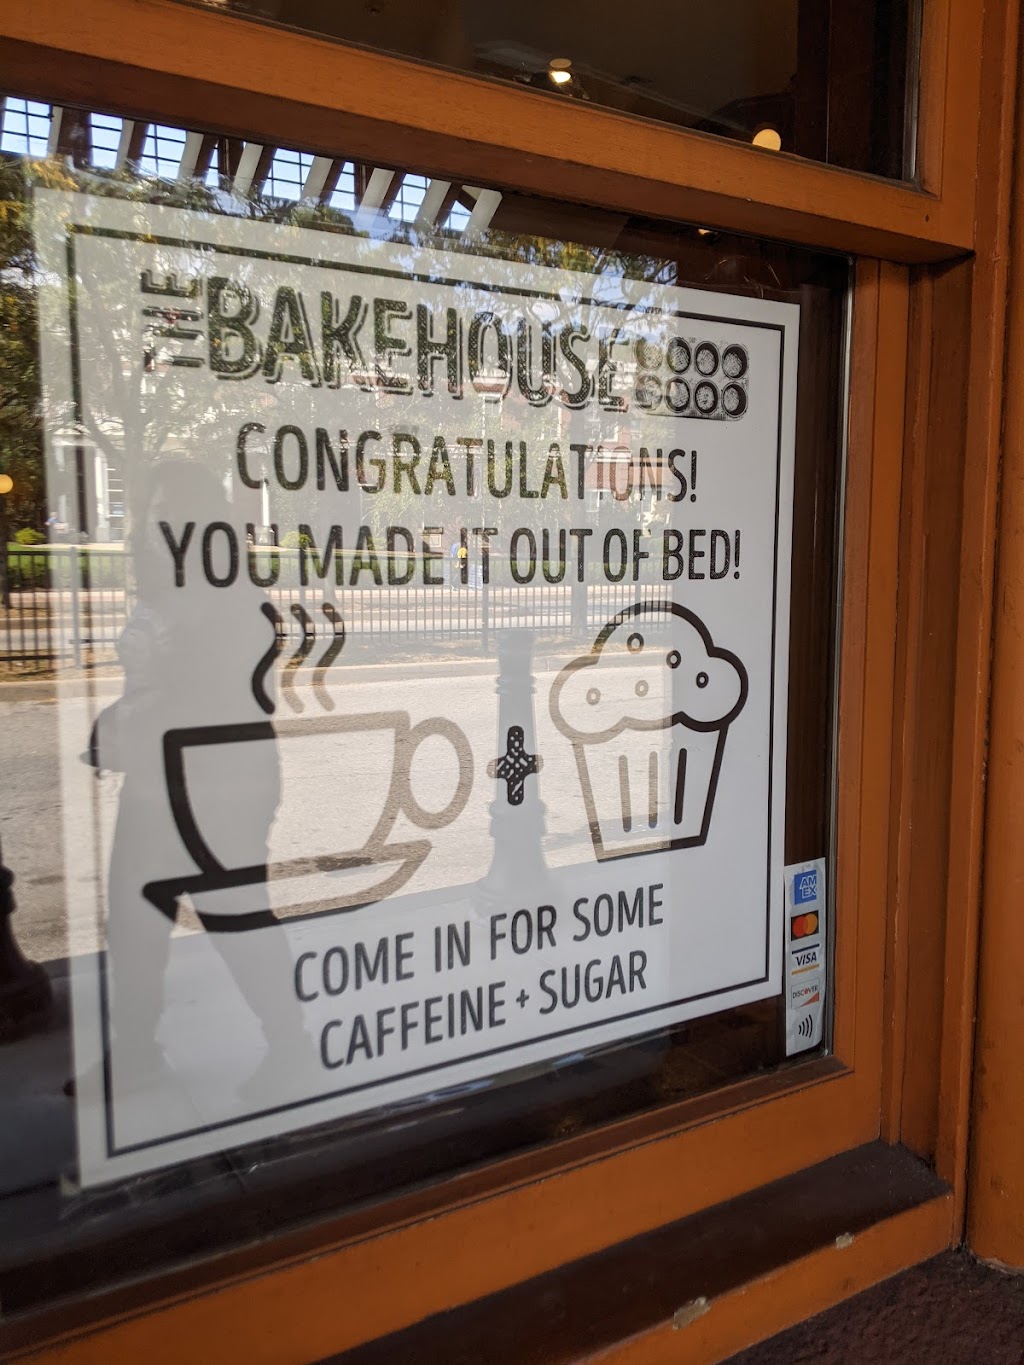 THE BAKEHOUSE
CONGRATULATIONS!
YOU MADE IT OUT OF BED!
+
COME IN FOR SOME
CAFFEINE + SUGAR
AM
EX
VISA
DISCOVER